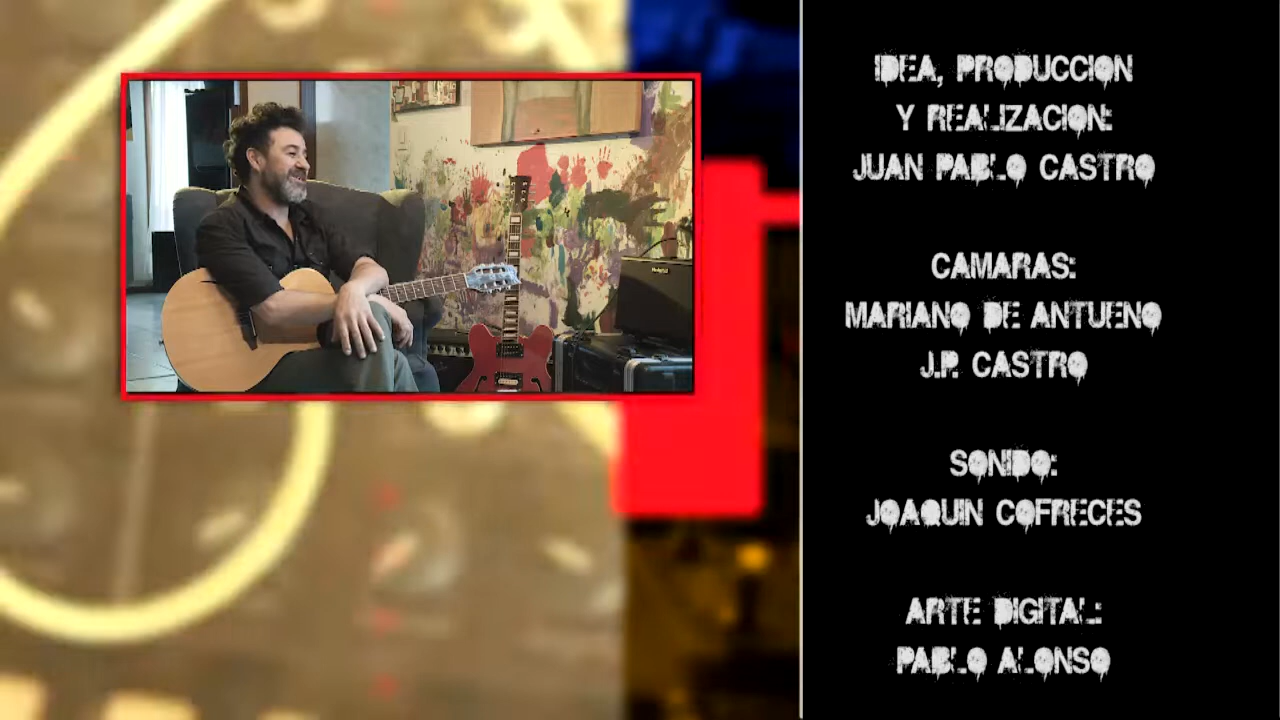 IDEA, PRODUCCION
Y REALIZACION:
JUAN PABLO CASTRO
CAMARAS:
MARIANO DE ANTUENO
J.P. CASTRO
SONIDO:
JOAQUIN COFRECES
ARTE DIGITAL:
PABLO ALONSO